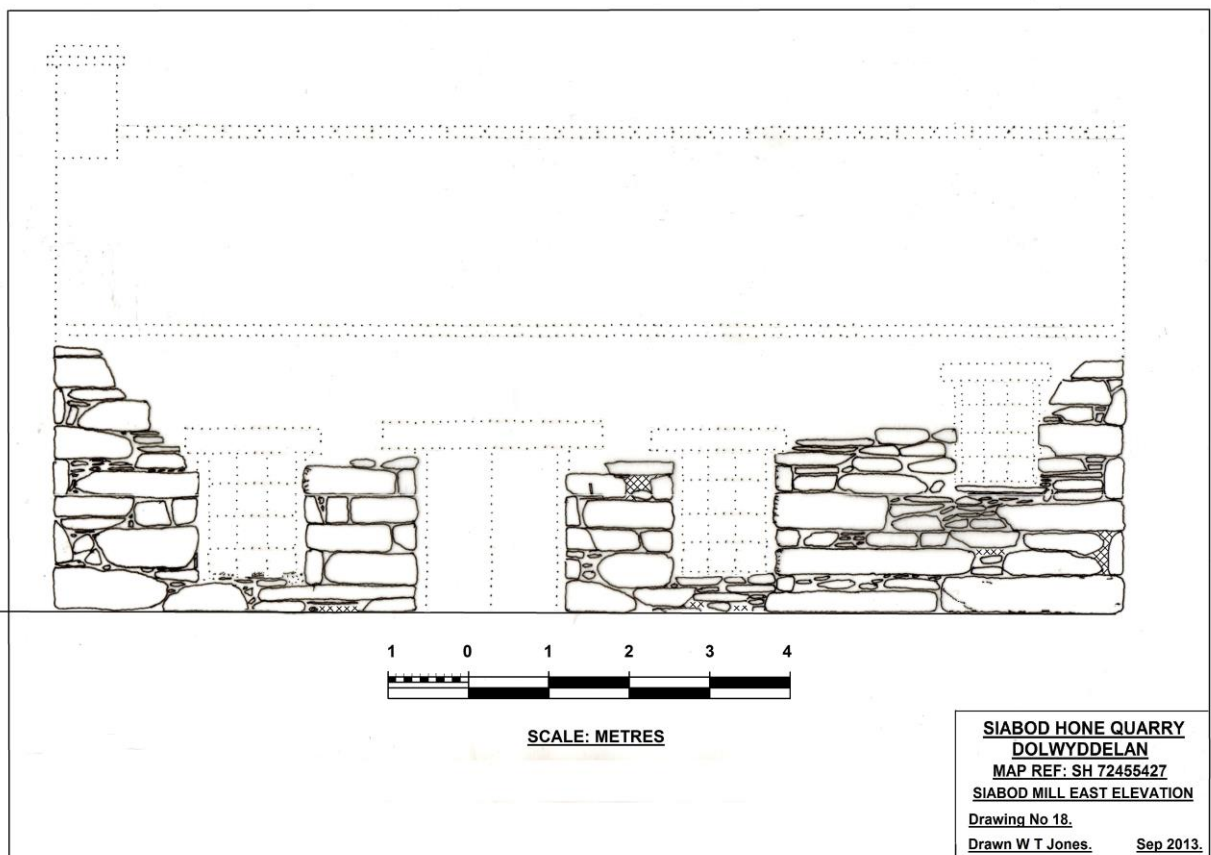 1 0 1 2 3 4
SCALE: METRES
SIABOD HONE QUARRY
DOLWYDDELAN
MAP REF: SH 72455427
SIABOD MILL EAST ELEVATION
Drawing No 18.
Drawn W T Jones. Sep 2013.